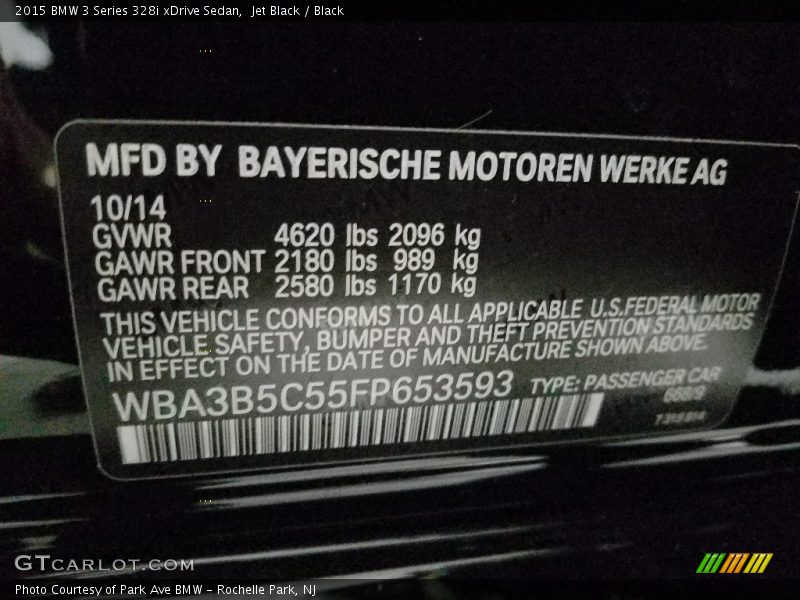 2015 BMW 3 Series 328i xDrive Sedan, Jet Black / Black
MFD BY BAYERISCHE MOTOREN WERKE AG
10/14
GVWR 4620 lbs 2096 kg
GAWR FRONT 2180 lbs 989 kg
GAWR REAR 2580 lbs 1170 kg
THIS VEHICLE CONFORMS TO ALL APPLICABLE U.S.FEDERAL MOTOR
VEHICLE SAFETY, BUMPER AND THEFT PREVENTION STANDARDS
IN EFFECT ON THE DATE OF MANUFACTURE SHOWN ABOVE.
WBA3B5C55FP653593 TYPE: PASSENGER CAR
GTCARLOT.COM
Photo Courtesy of Park Ave BMW - Rochelle Park, NJ